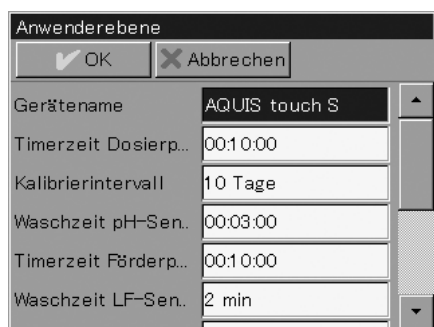 Anwenderebene
OK Abbrechen
Gerätename AQUIS touch S
Timerzeit Dosierp... 00:10:00
Kalibrierintervall 10 Tage
Waschzeit pH-Sen.. 00:03:00
Timerzeit Förderp... 00:10:00
Waschzeit LF-Sen.. 2 min